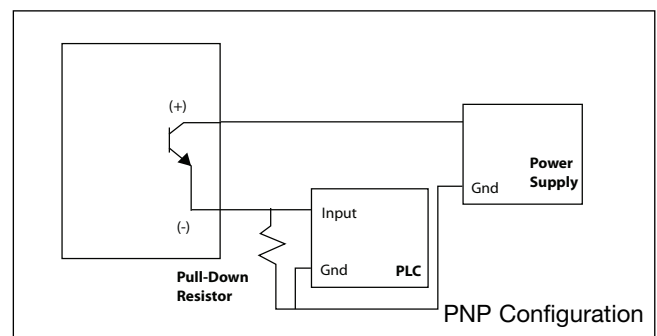 (+)
Power
Supply
Gnd
Input
(-)
Gnd
PLC
Pull-Down
Resistor
PNP Configuration